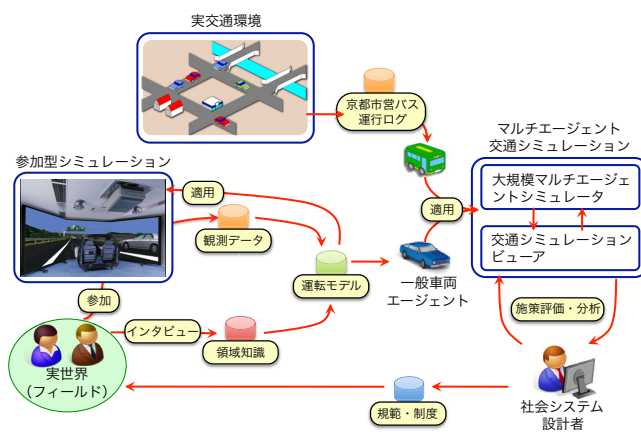 実交通環境
京都市営バス
運行ログ
マルチエージェント
交通シミュレーション
参加型シミュレーション
大規模マルチエージェ
ントシミュレータ
適用
適用
観測データ
交通シミュレーション
ビューア
運転モデル
一般車両
エージェント
参加
施策評価・分析
インタビュー
領域知識
実世界
（フィールド）
規範・制度
社会システム
設計者